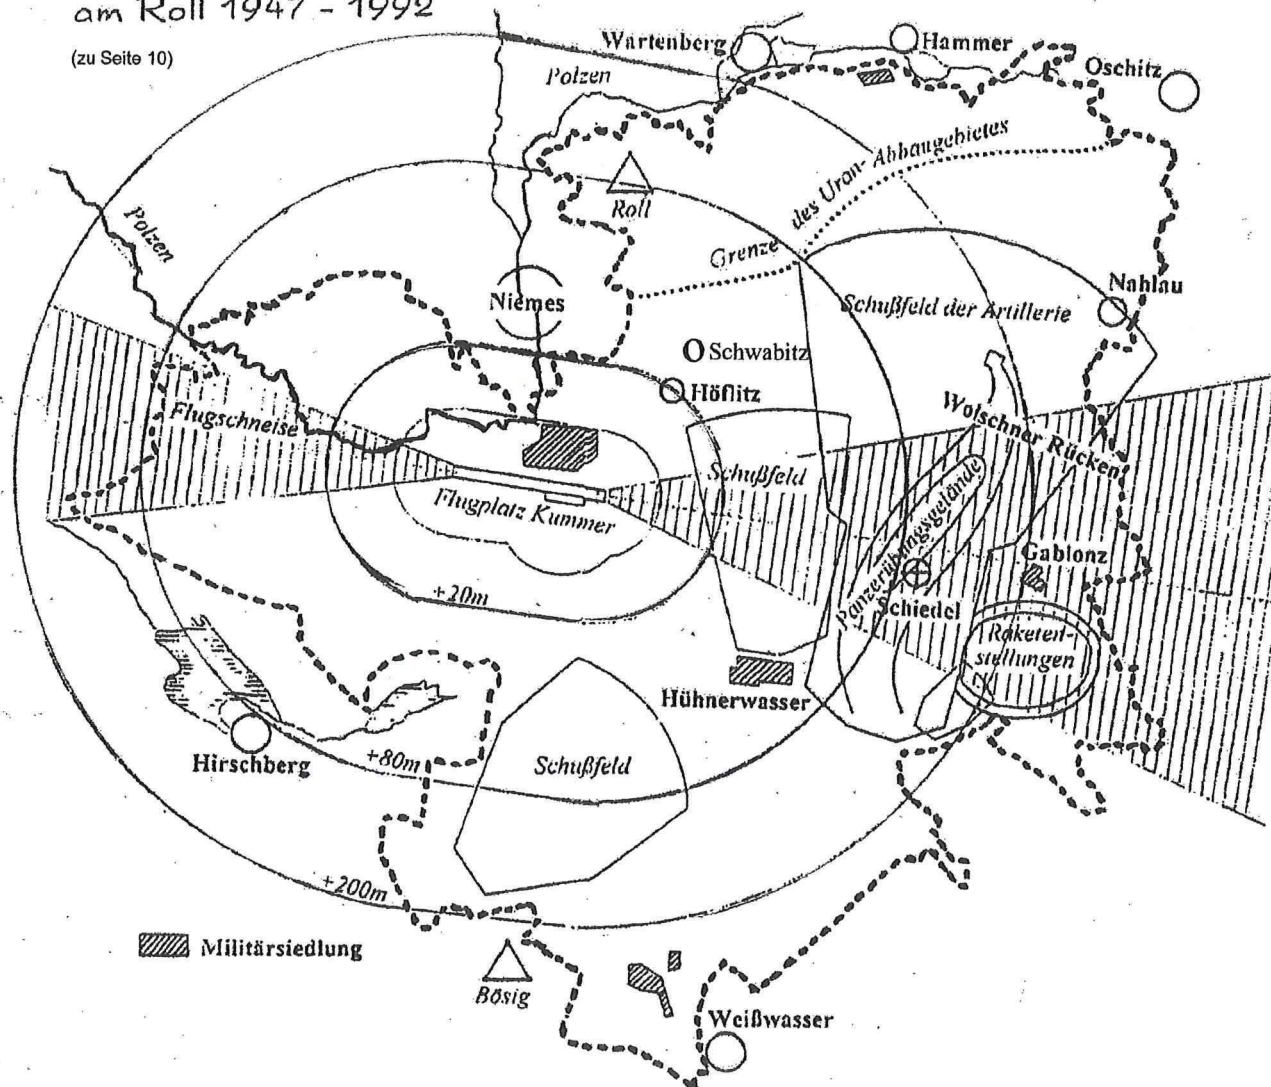 am Roll 1947 - 1992
(zu Seite 10)
Wartenberg
Hammer
Oschitz
Polzen
Roll
Grenze des Uran-Abbaugebietes
Polzen
Niemes
Nahlau
Schußfeld der Artillerie
Schwabitz
Höflitz
Flugschneise
Wolschner Rücken
Schußfeld
Flugplatz Kummer
Panzerübungsgelände
Gablonz
+20m
Schiedel
Raketen-
stellungen
Hühnerwasser
Hirschberg
+80m
Schußfeld
+200m
Militärsiedlung
Bösig
Weißwasser